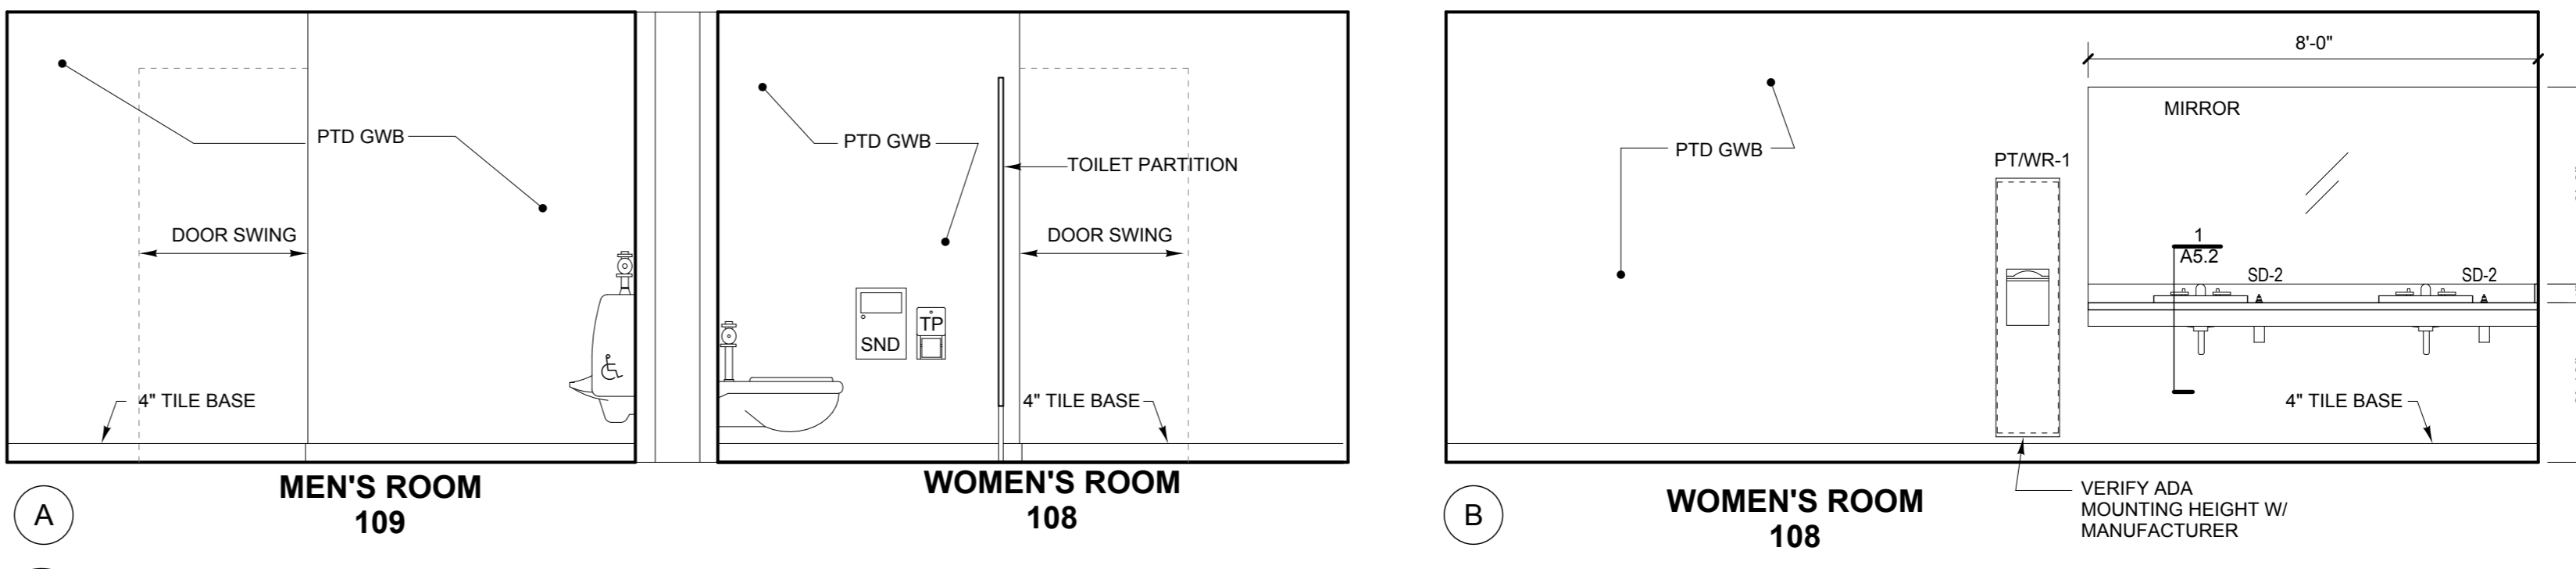 PTD GWB
DOOR SWING
4" TILE BASE
MEN'S ROOM
109
A
PTD GWB
TOILET PARTITION
DOOR SWING
SND
TP
4" TILE BASE
WOMEN'S ROOM
108
8'-0"
MIRROR
PTD GWB
PT/WR-1
1
A5.2
SD-2
SD-2
4" TILE BASE
WOMEN'S ROOM
108
B
VERIFY ADA
MOUNTING HEIGHT W/
MANUFACTURER